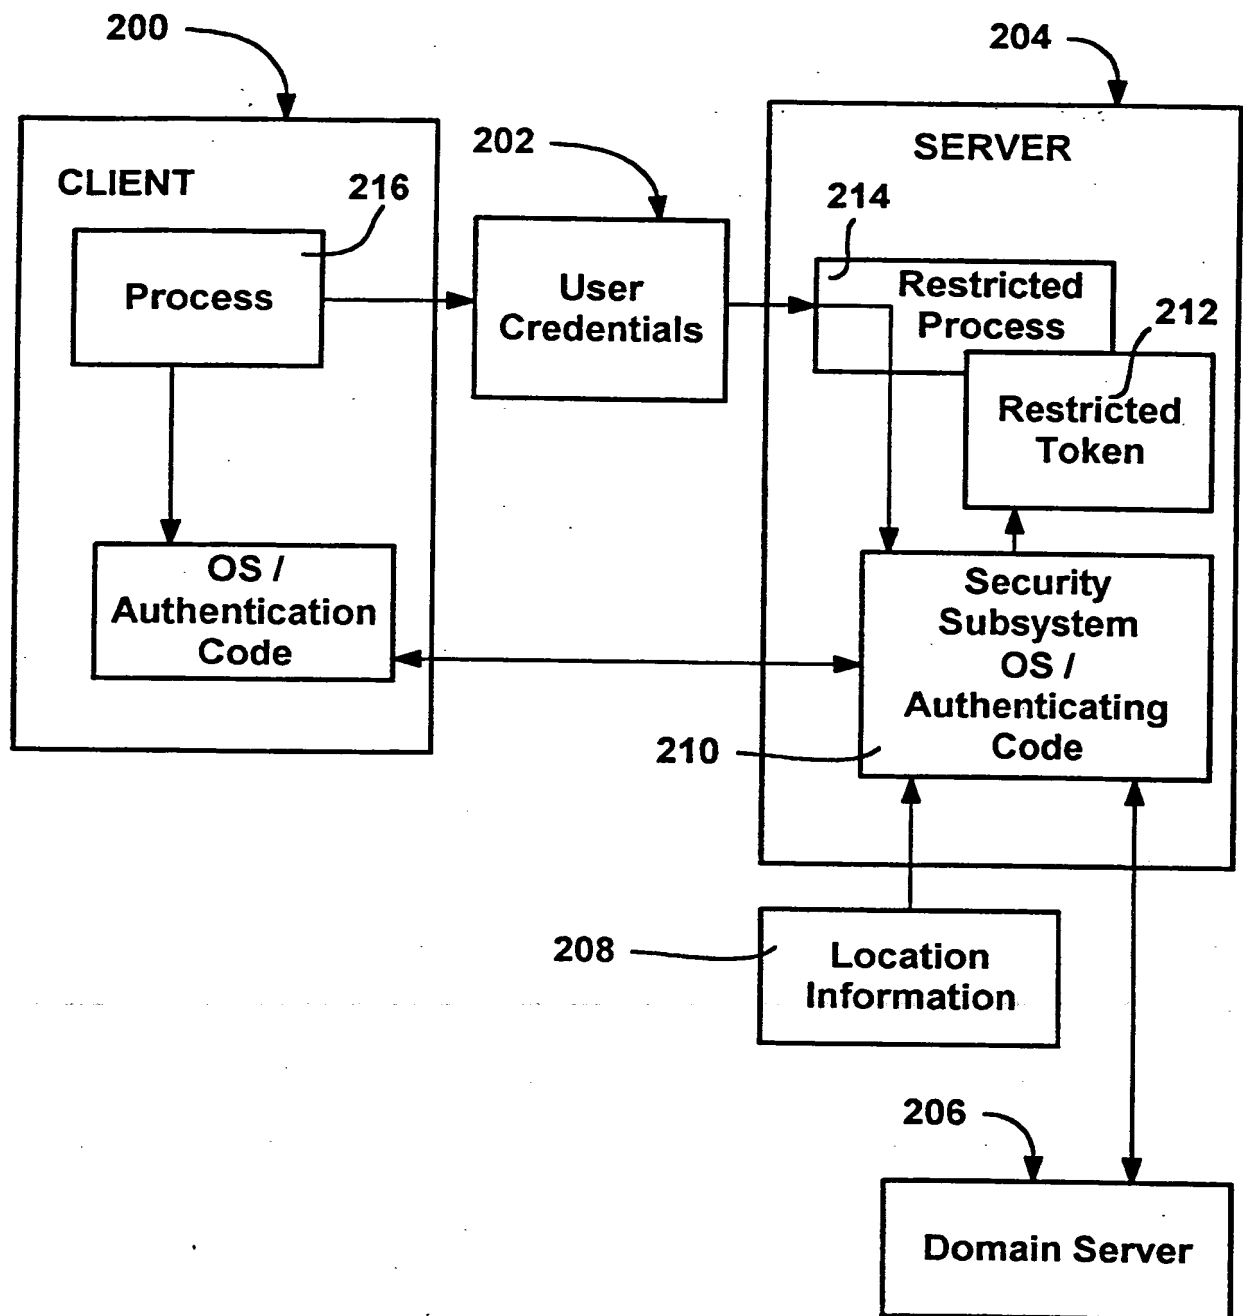 200
204
202
SERVER
CLIENT
216
214
Process
User
Credentials
Restricted
Process
212
Restricted
Token
OS /
Authentication
Code
Security
Subsystem
OS /
Authenticating
Code
210
208
Location
Information
206
Domain Server